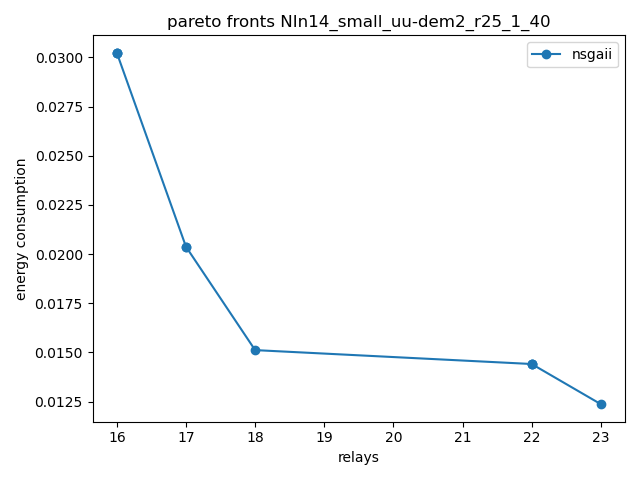 pareto fronts NIn14_small_uu-dem2_r25_1_40
nsgaii
energy consumption
0.0300
0.0275
0.0250
0.0225
0.0200
0.0175
0.0150
0.0125
16 17 18 19 20 21 22 23
relays